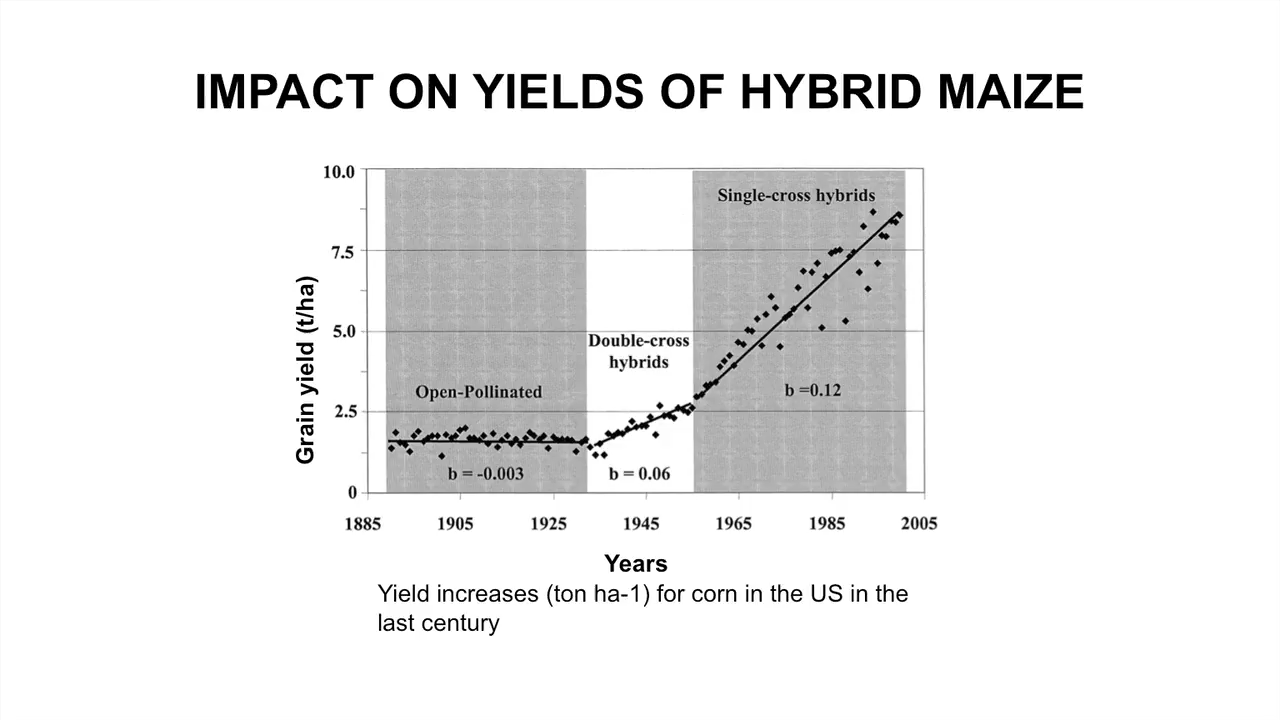 IMPACT ON YIELDS OF HYBRID MAIZE
Grain yield (t/ha)
10.0
7.5
5.0
2.5
0
Single-cross hybrids
Double-cross
hybrids
Open-Pollinated
b =0.12
b = -0.003
b = 0.06
1885
1905
1925
1945
1965
1985
2005
Years
Yield increases (ton ha-1) for corn in the US in the
last century